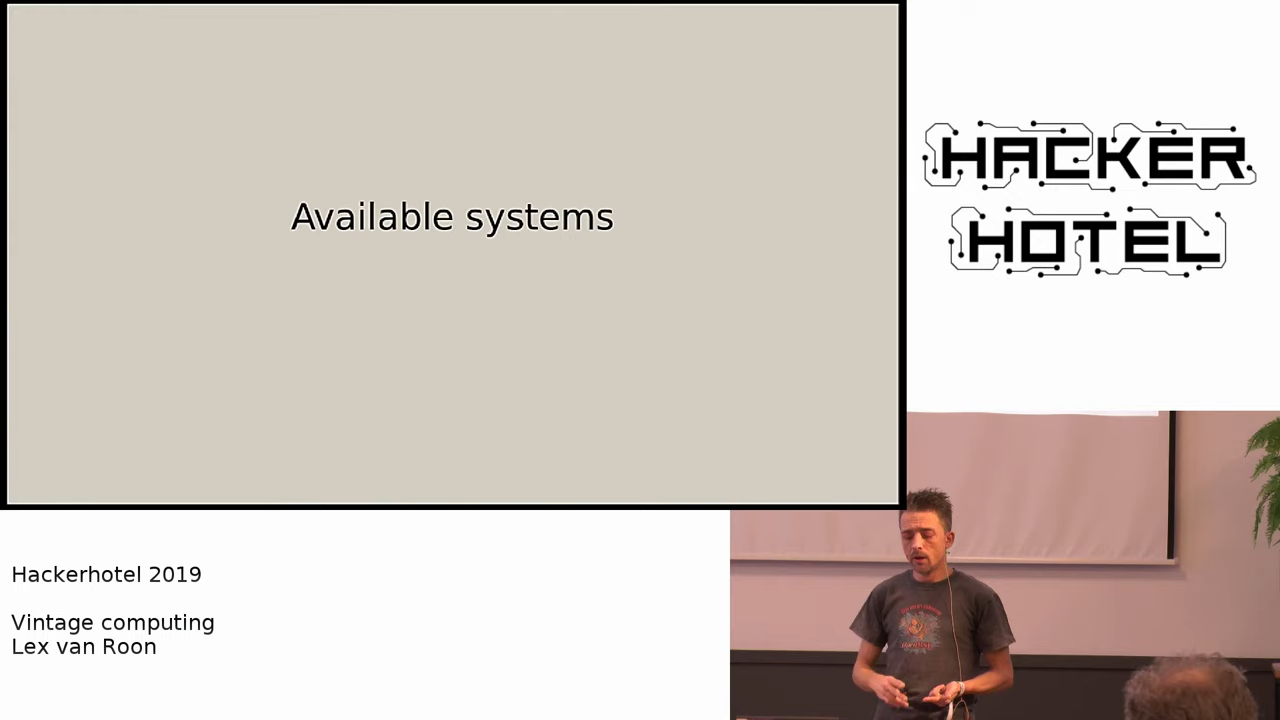 Available systems
HACKER
HOTEL
Hackerhotel 2019
Vintage computing
Lex van Roon